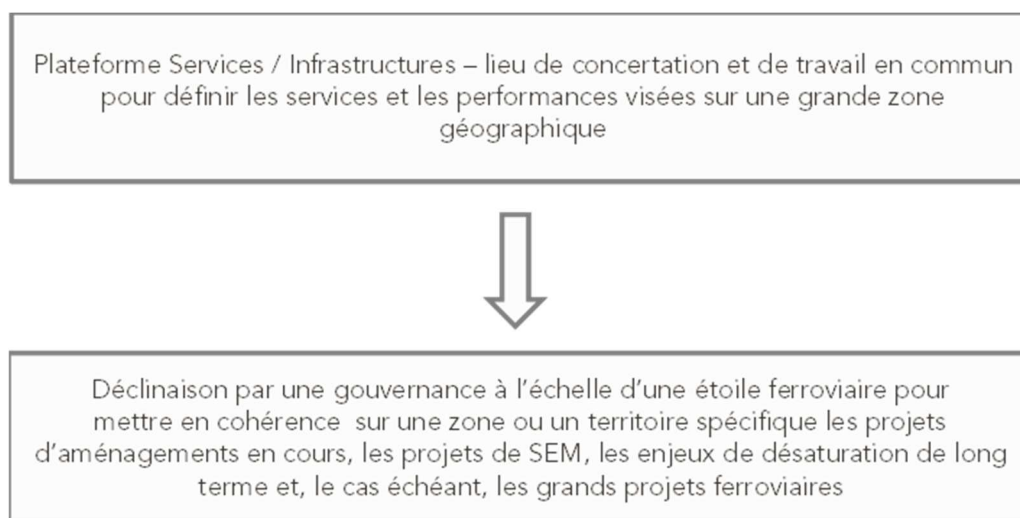 Plateforme Services / Infrastructures – lieu de concertation et de travail en commun
pour définir les services et les performances visées sur une grande zone
géographique
Déclinaison par une gouvernance à l’échelle d’une étoile ferroviaire pour
mettre en cohérence sur une zone ou un territoire spécifique les projets
d’aménagements en cours, les projets de SEM, les enjeux de désaturation de long
terme et, le cas échéant, les grands projets ferroviaires